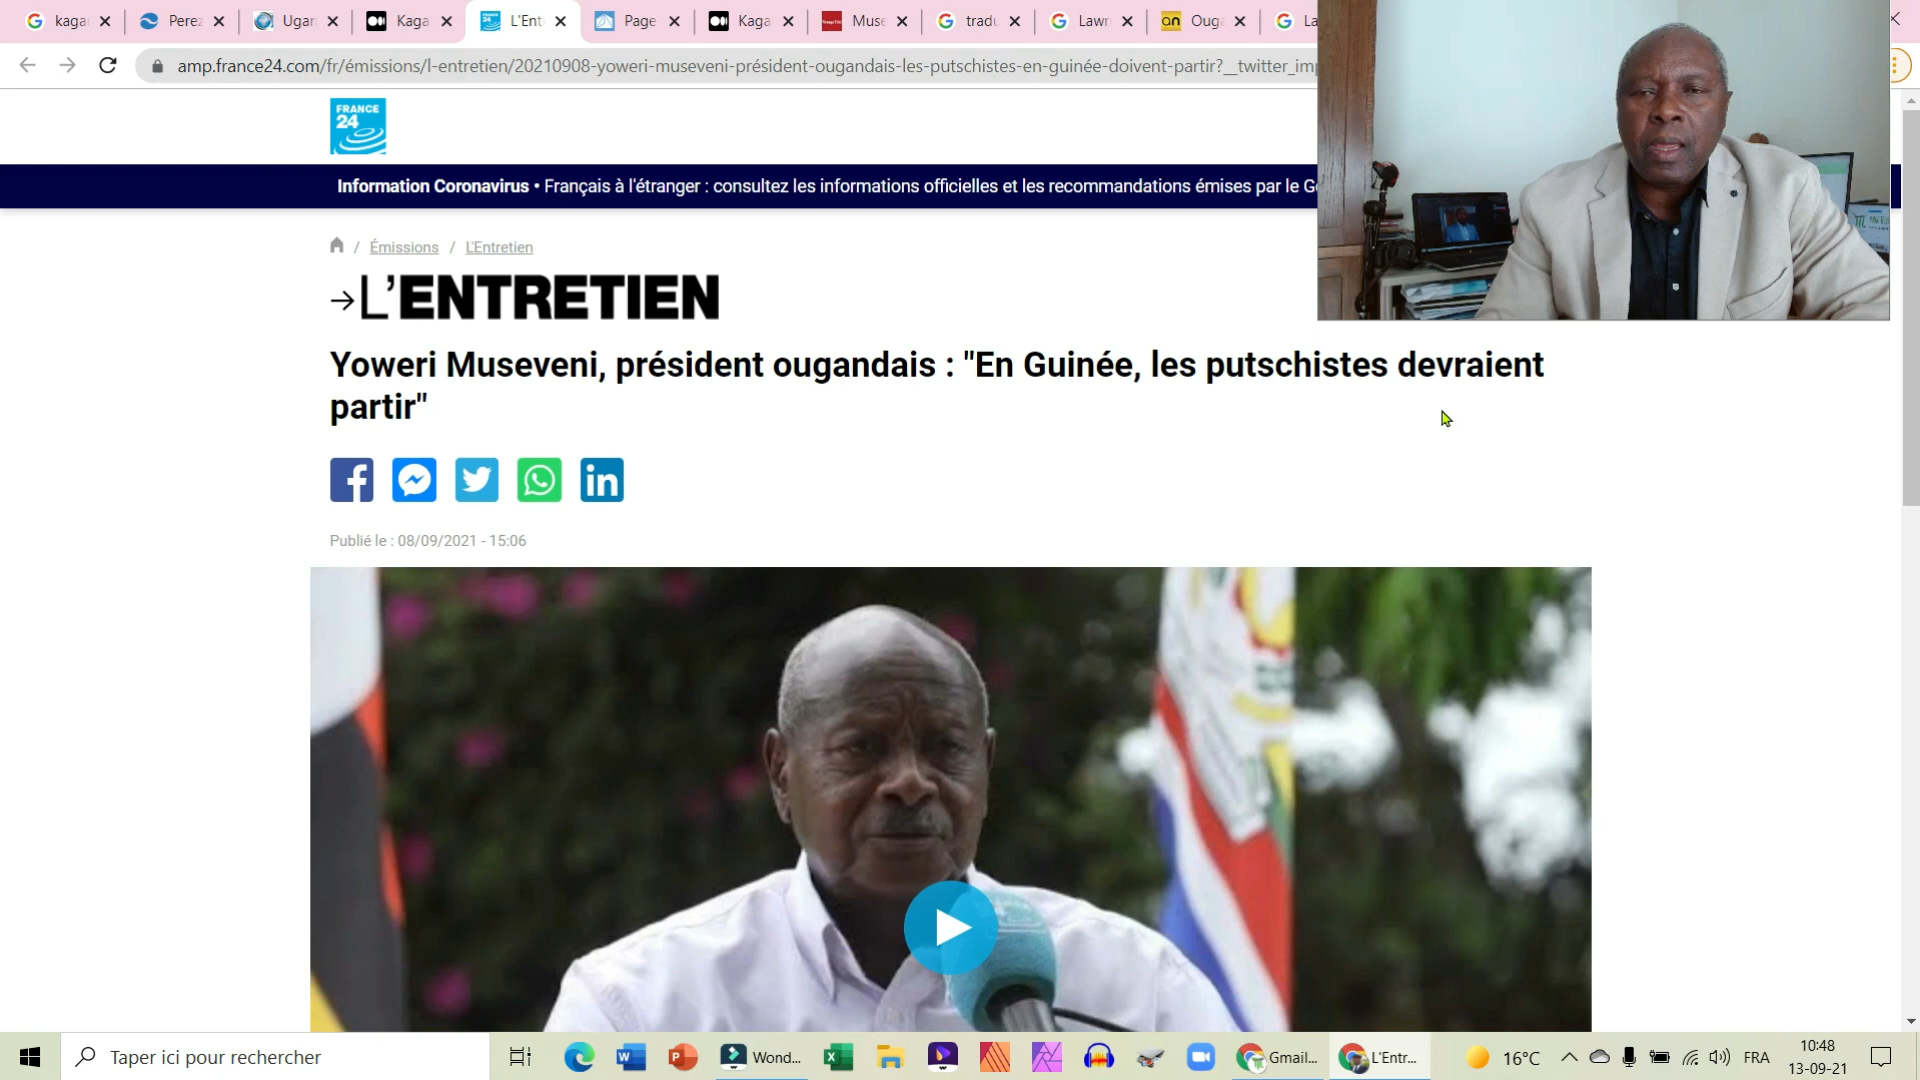 kaga
Perez
Ugan
Kaga
L'Ent
Page
Kaga
Muse
tradu
Lawr
Ouga
La
amp.france24.com/fr/émissions/l-entretien/20210908-yoweri-museveni-président-ougandais-les-putschistes-en-guinée-doivent-partir?__twitter_imp
FRANCE
24
Information Coronavirus • Français à l'étranger : consultez les informations officielles et les recommandations émises par le G
/ Émissions / L'Entretien
→L'ENTRETIEN
Yoweri Museveni, président ougandais : "En Guinée, les putschistes devraient
partir"
Publié le : 08/09/2021 - 15:06
Taper ici pour rechercher
Wond...
Gmail...
L'Entr...
16°C
FRA
10:48
13-09-21